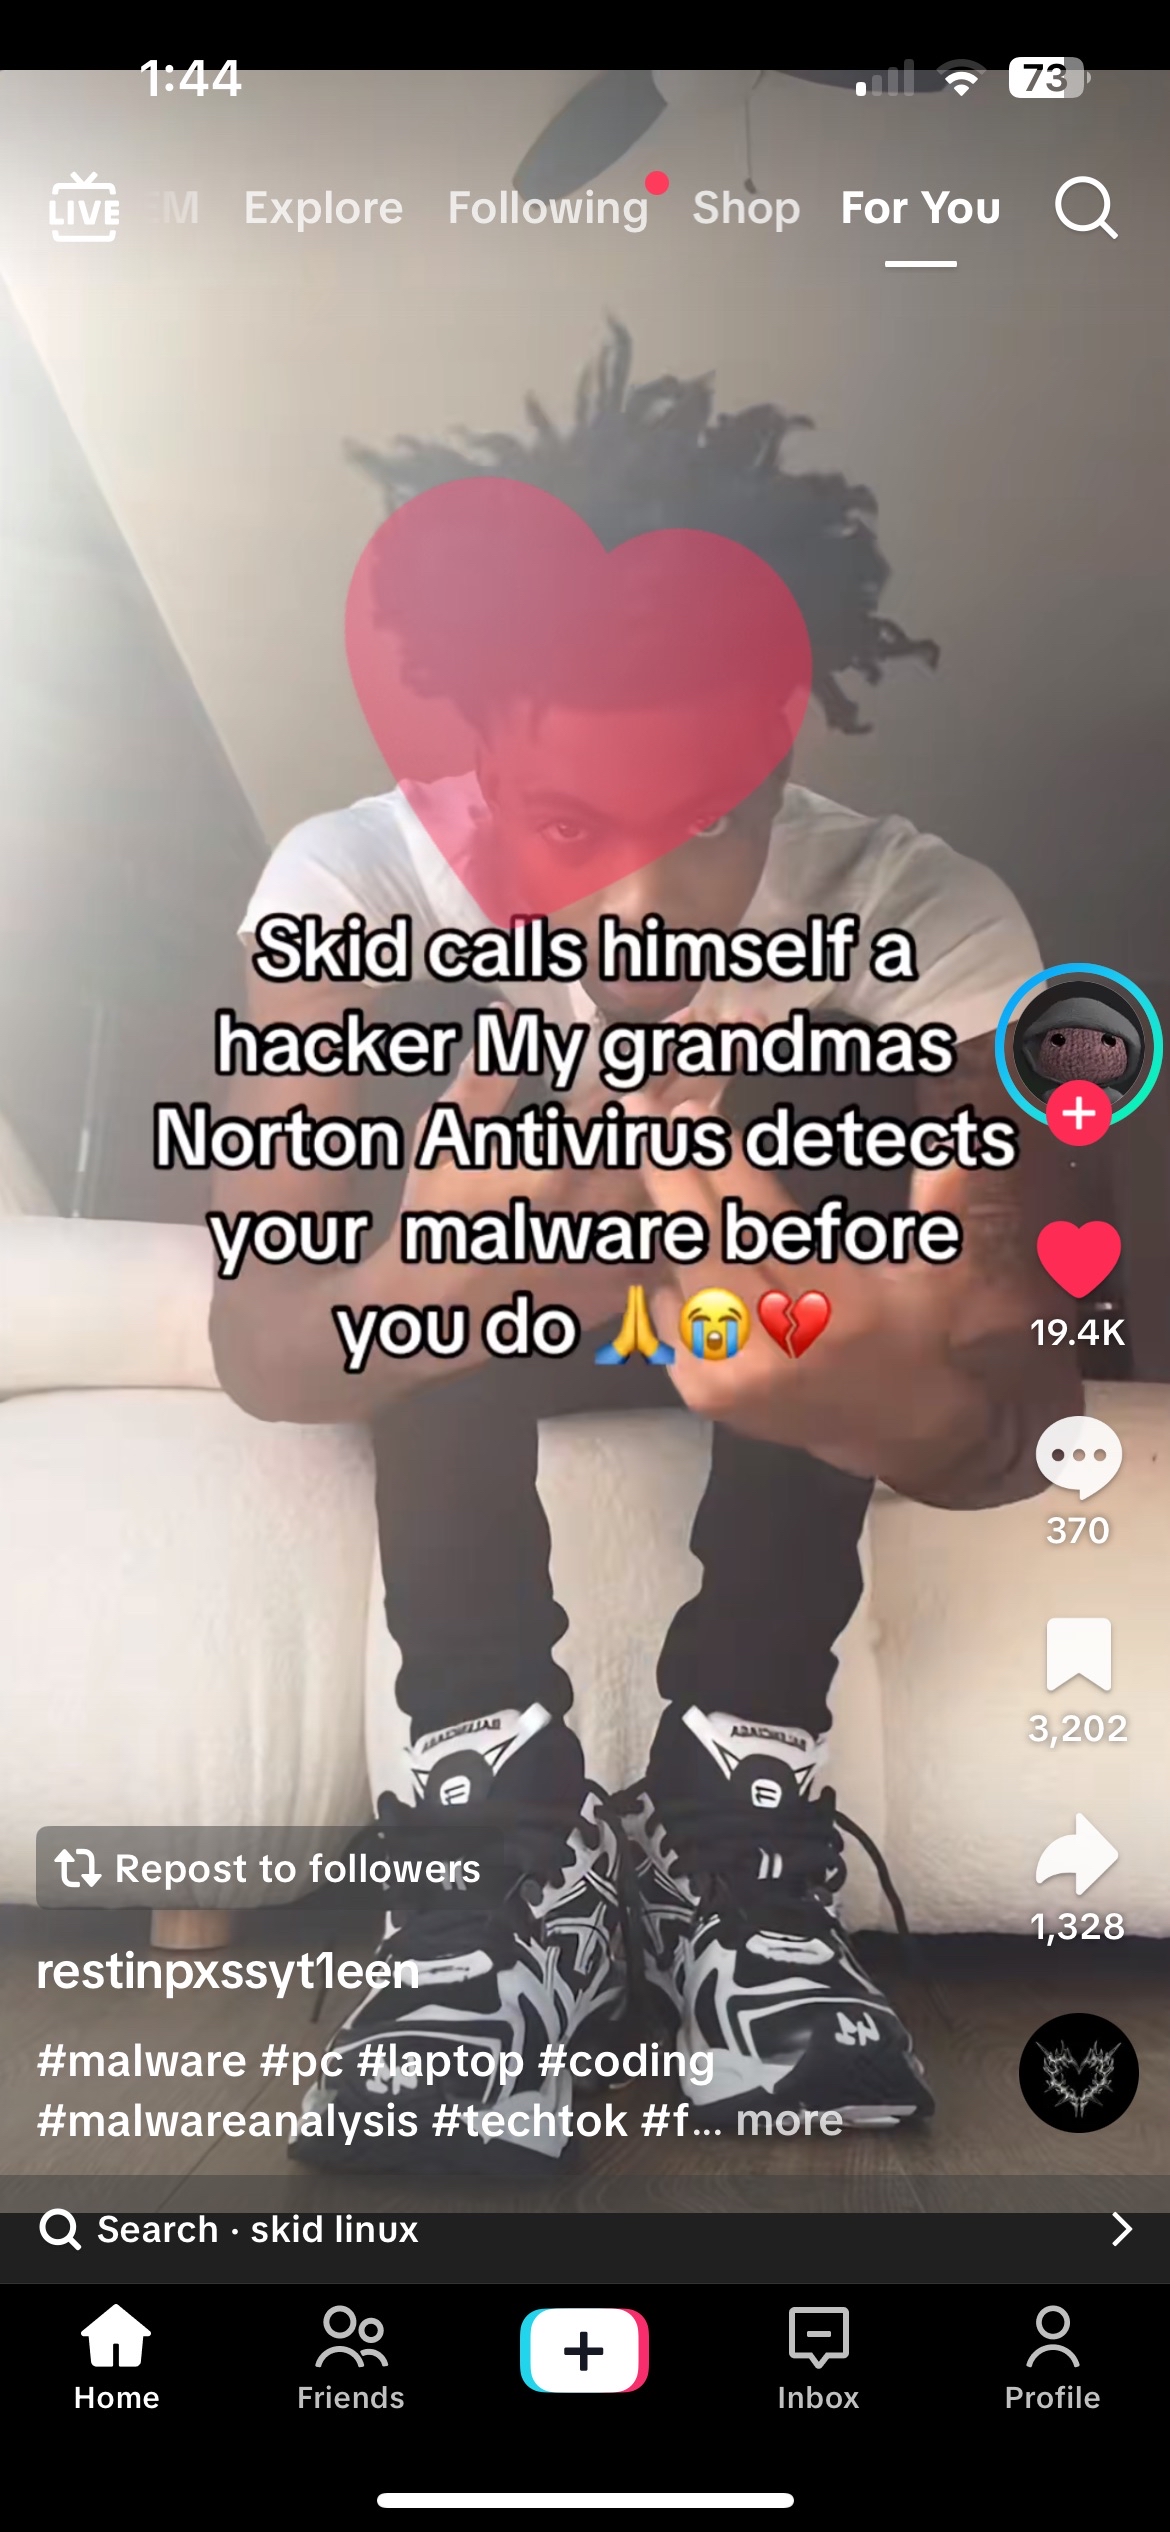 1:44
73
LIVE
Explore
Following
Shop
For You
Skid calls himself a
hacker My grandmas
Norton Antivirus detects
your  malware before
you do 🙏😭💔
19.4K
370
3,202
1,328
Repost to followers
restinpxssyt1een
#malware #pc #laptop #coding
#malwareanalysis #techtok #f... more
Search · skid linux
Home
Friends
Inbox
Profile